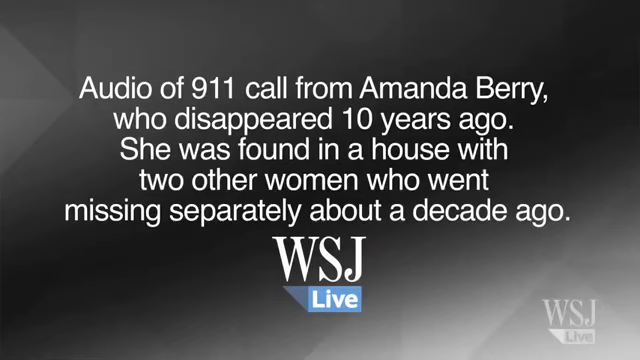 Audio of 911 call from Amanda Berry,
who disappeared 10 years ago.
She was found in a house with
two other women who went
missing separately about a decade ago.
WSJ
Live
WSJ
Live